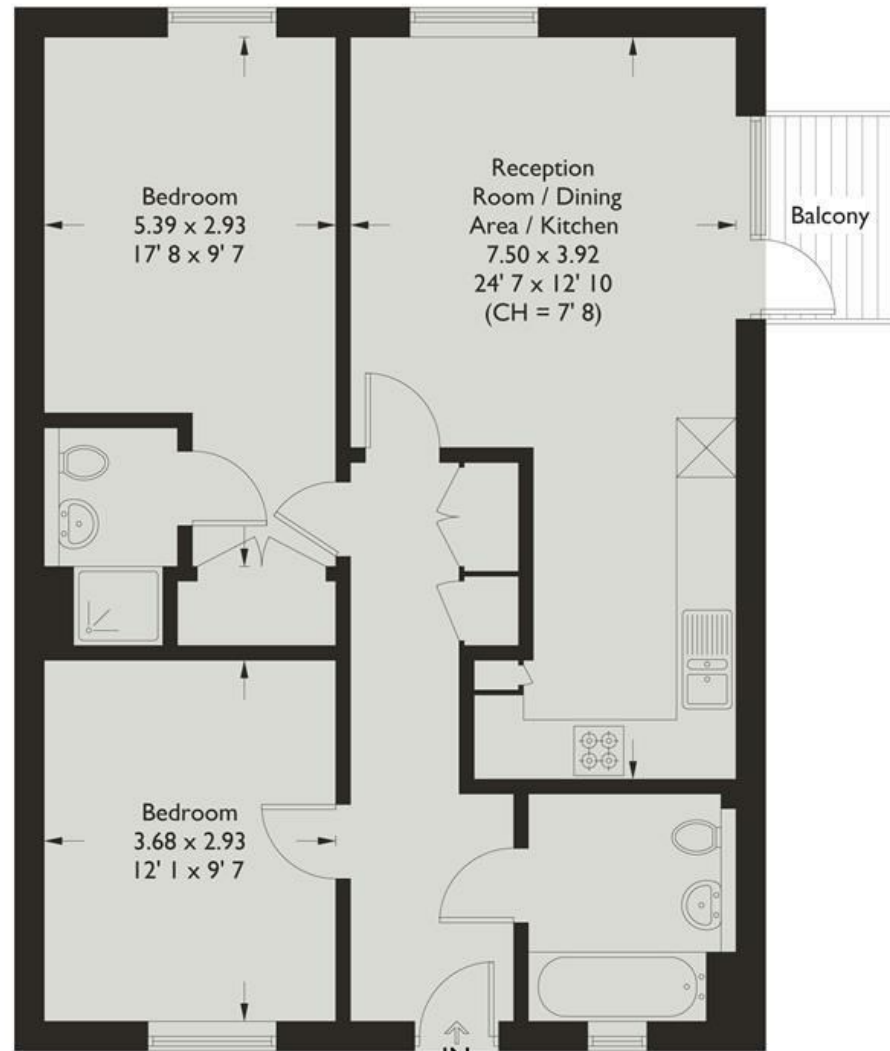 Bedroom
5.39 x 2.93
17' 8 x 9' 7
Reception
Room / Dining
Area / Kitchen
7.50 x 3.92
24' 7 x 12' 10
(CH = 7' 8)
Balcony
Bedroom
3.68 x 2.93
12' 1 x 9' 7
IN